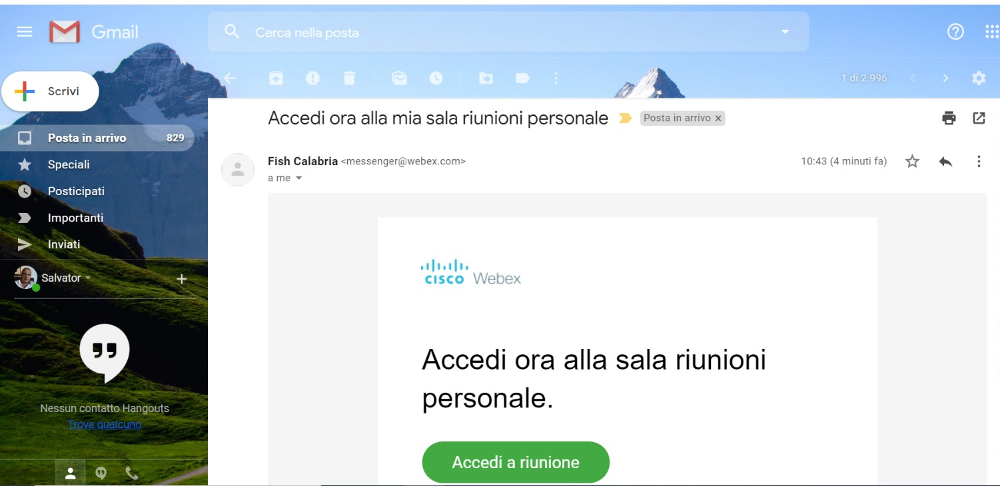 Gmail
Cerca nella posta
Scrivi
1 di 2.996
Accedi ora alla mia sala riunioni personale
Posta in arrivo ×
Posta in arrivo 829
Speciali
Posticipati
Importanti
Inviati
Salvator
Fish Calabria <messenger@webex.com>
10:43 (4 minuti fa)
a me
CISCO Webex
Accedi ora alla sala riunioni
personale.
Accedi a riunione
Nessun contatto Hangouts
Trova qualcuno